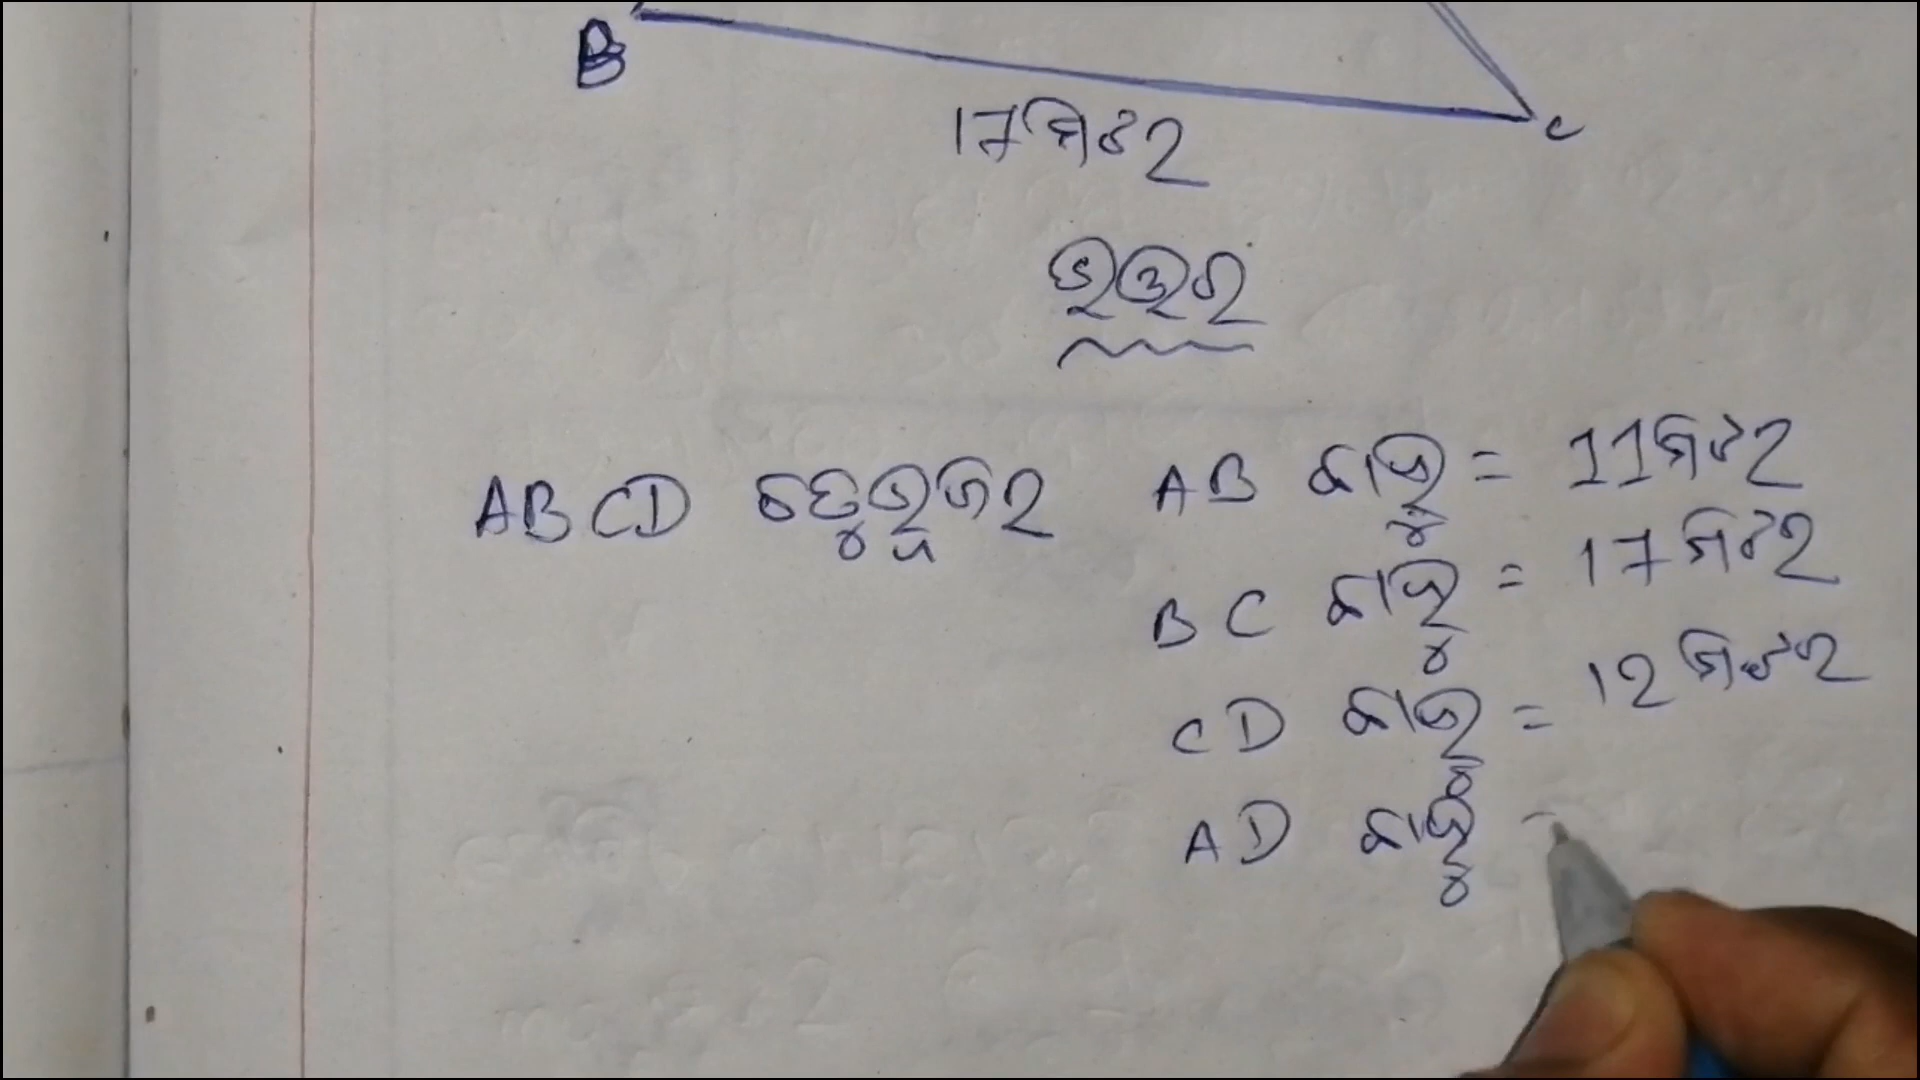 B
C
17 ମିଟର
ଉତ୍ତର
ABCD ଚତୁର୍ଭୁଜର AB ବାହୁ = 11 ମିଟର
BC ବାହୁ = 17 ମିଟର
CD ବାହୁ = 12 ମିଟର
AD ବାହୁ =